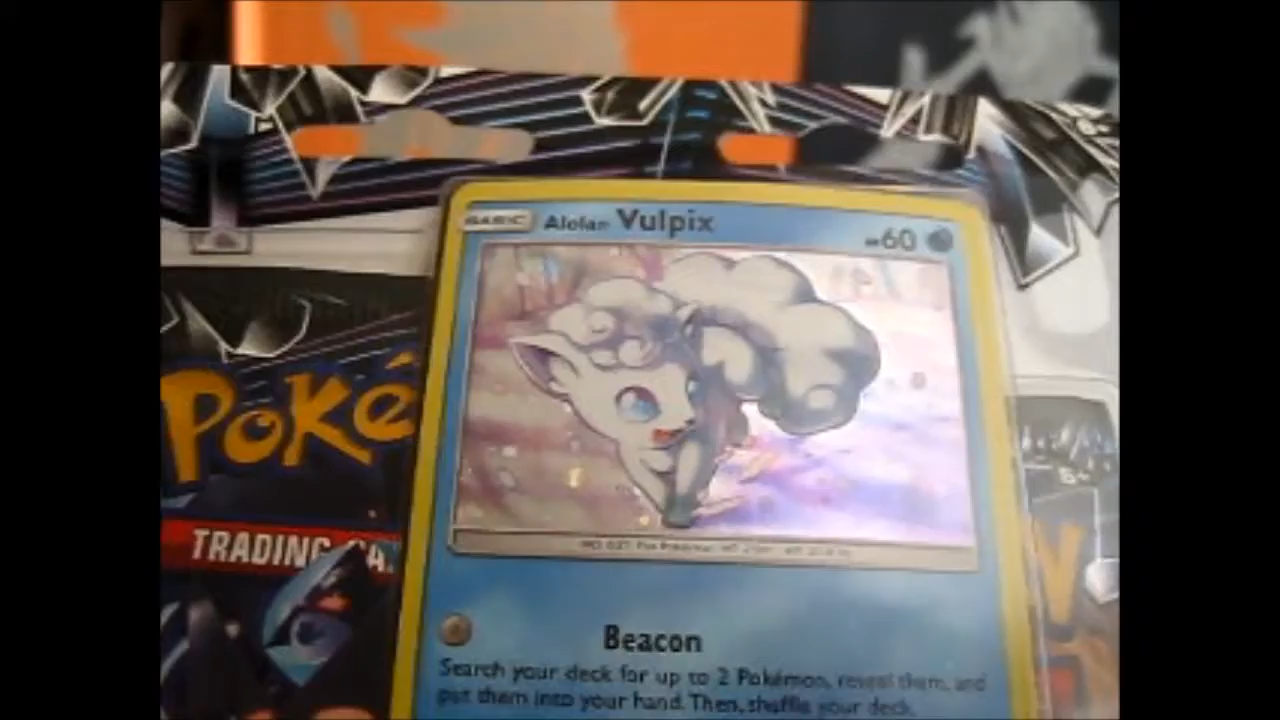 BASIC Alolan Vulpix 60
POKé
TRADING
Beacon
Search your deck for up to 2 Pokémon, reveal them, and
put them into your hand. Then, shuffle your deck.